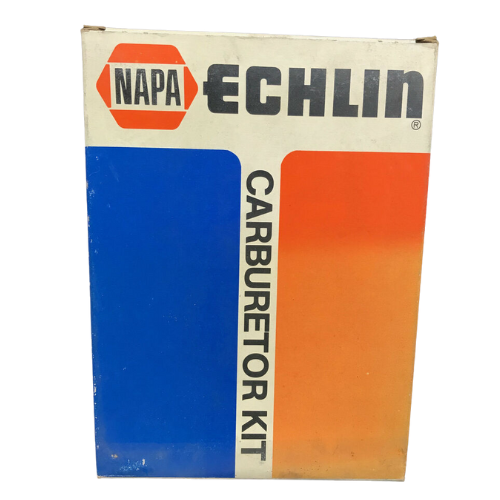 NAPA ECHLIN®
CARBURETOR KIT